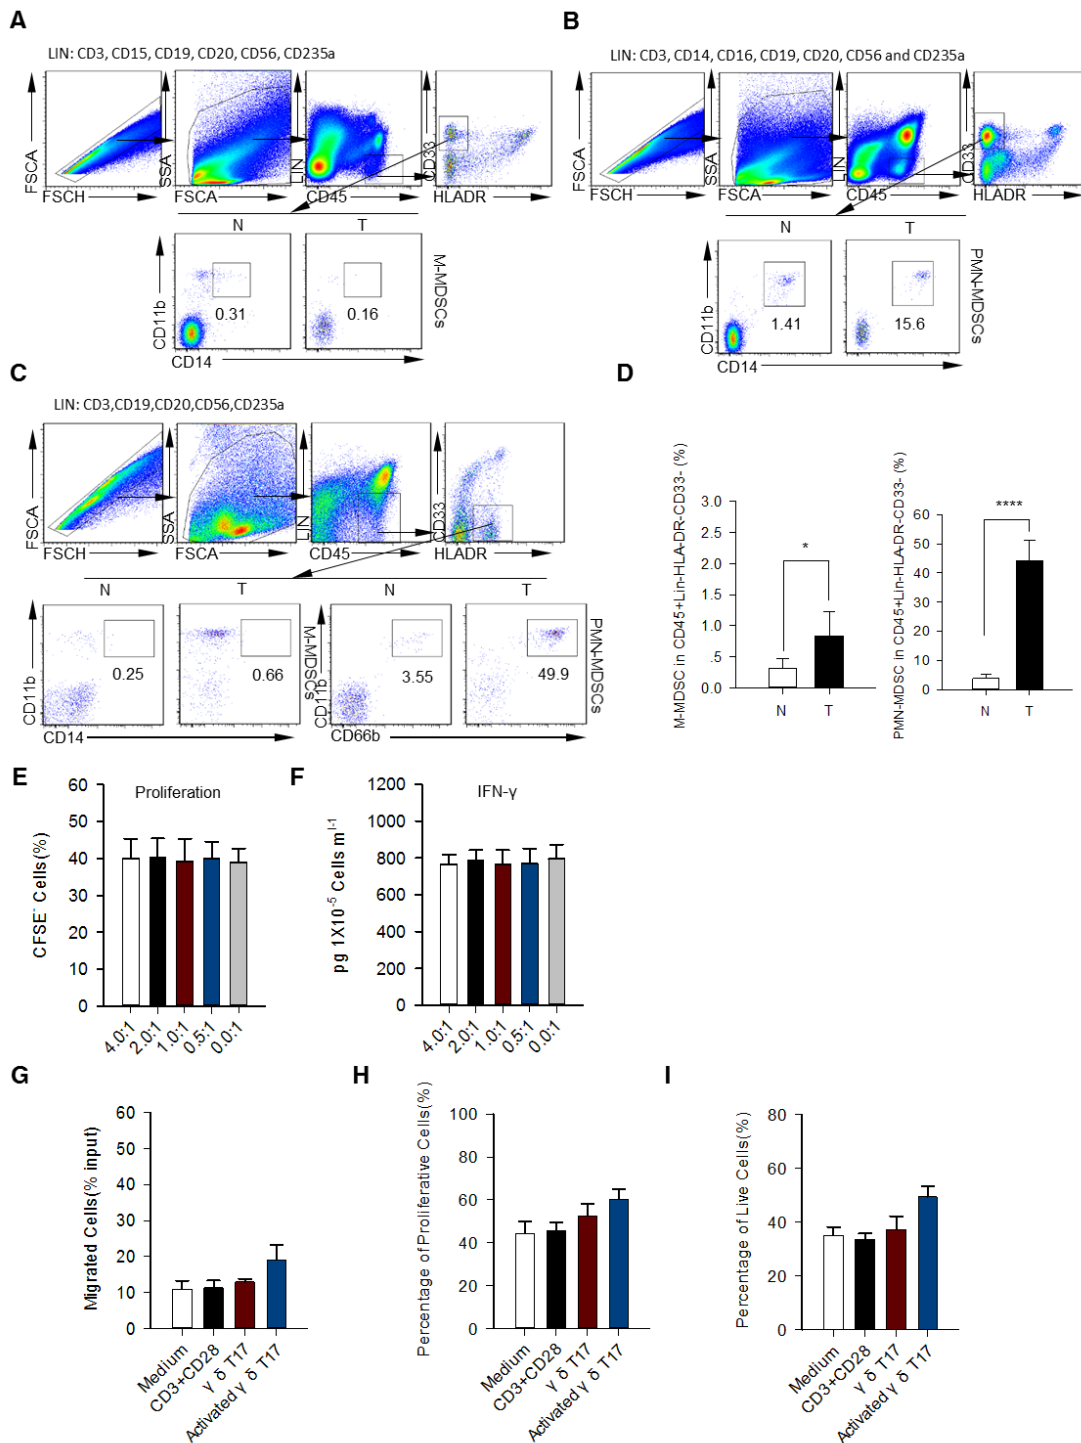 A
LIN: CD3, CD15, CD19, CD20, CD56, CD235a
FSCA
FSCH
SSA
FSCA
LIN
CD45
CD33
HLADR
N
T
0.31
0.16
CD11b
CD14
M-MDSCs
B
LIN: CD3, CD14, CD16, CD19, CD20, CD56 and CD235a
FSCA
FSCH
SSA
FSCA
LIN
CD45
CD33
HLADR
N
T
1.41
15.6
CD11b
CD14
PMN-MDSCs
C
LIN: CD3,CD19,CD20,CD56,CD235a
FSCA
FSCH
SSA
FSCA
LIN
CD45
CD33
HLADR
N
T
0.25
0.66
CD11b
CD14
M-MDSCs
N
T
3.55
49.9
CD11b
CD66b
PMN-MDSCs
D
M-MDSC in CD45+Lin-HLA-DR-CD33- (%)
3.0
2.5
2.0
1.5
1.0
.5
0.0
*
N
T
PMN-MDSC in CD45+Lin-HLA-DR-CD33- (%)
60
50
40
30
20
10
0
****
N
T
E
Proliferation
CFSE- Cells(%)
60
50
40
30
20
10
0
4.0:1
2.0:1
1.0:1
0.5:1
0.0:1
F
IFN-γ
pg 1X10-5 Cells ml-1
1200
1000
800
600
400
200
0
4.0:1
2.0:1
1.0:1
0.5:1
0.0:1
G
Migrated Cells(% input)
60
50
40
30
20
10
0
Medium
CD3+CD28
γ δ T17
Activated γ δ T17
H
Percentage of Proliferative Cells(%)
100
80
60
40
20
0
Medium
CD3+CD28
γ δ T17
Activated γ δ T17
I
Percentage of Live Cells(%)
80
60
40
20
0
Medium
CD3+CD28
γ δ T17
Activated γ δ T17